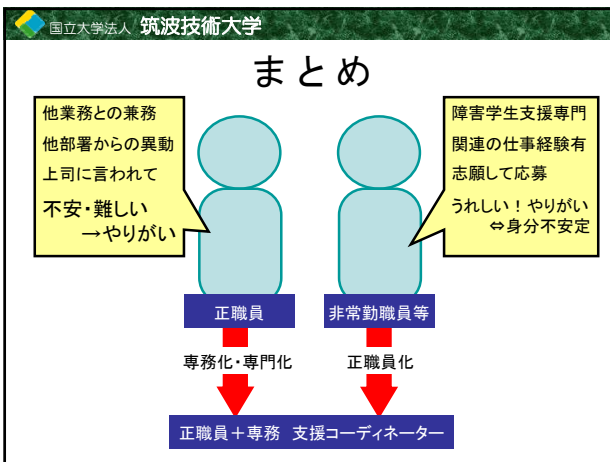 国立大学法人 筑波技術大学
まとめ
他業務との兼務
他部署からの異動
上司に言われて
不安・難しい
→やりがい
障害学生支援専門
関連の仕事経験有
志願して応募
うれしい！やりがい
⇔身分不安定
正職員
非常勤職員等
専務化・専門化
正職員化
正職員＋専務 支援コーディネーター